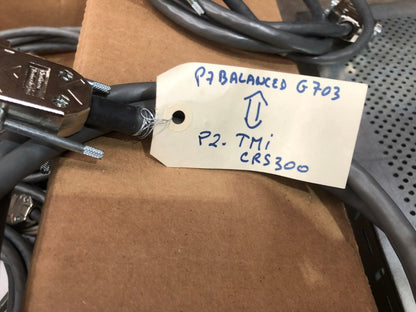 P7 BALANCED G703
P2. TMi
CRS300